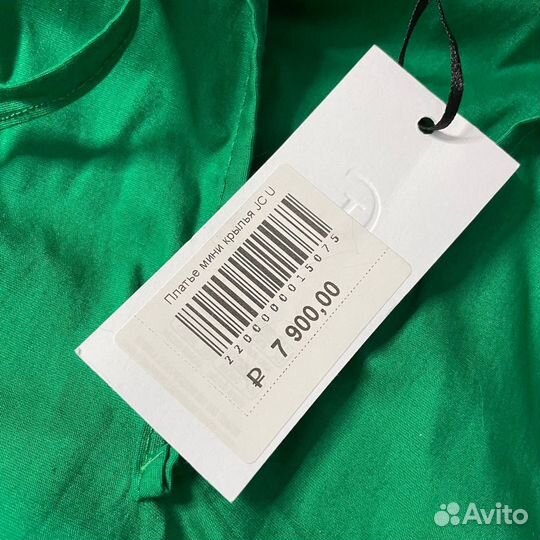 Платье мини крылья JC U
2200000015075
₽ 7 900,00
Avito